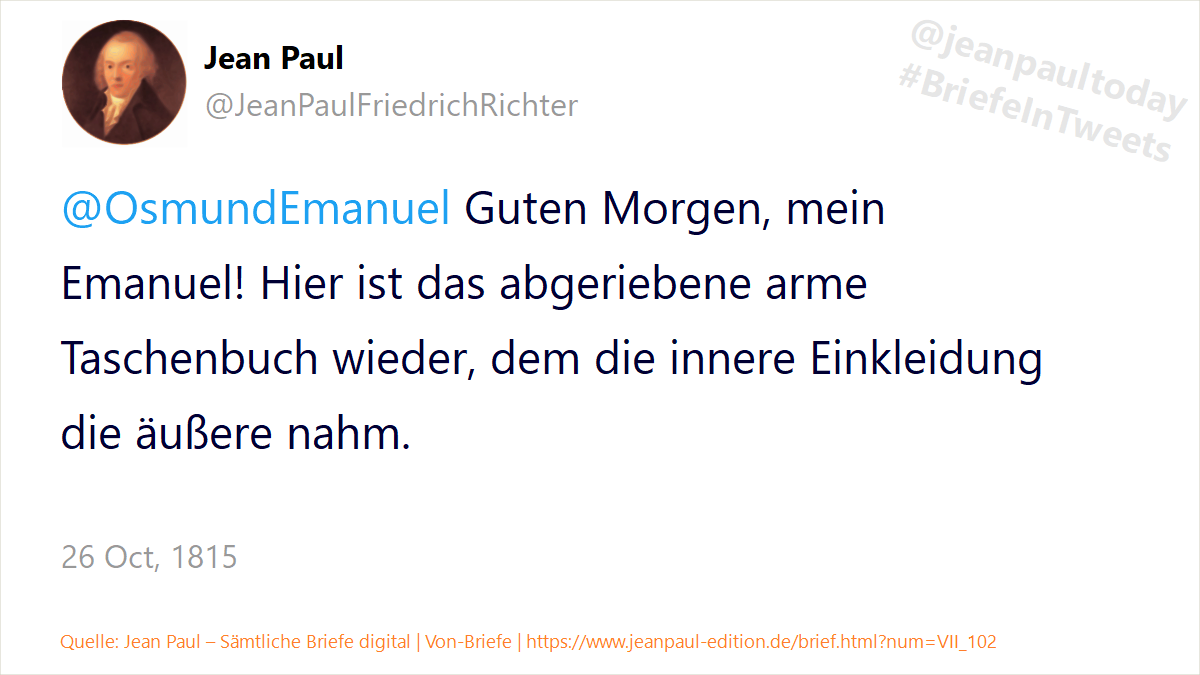 Jean Paul
@JeanPaulFriedrichRichter
@jeanpaultoday
#BriefeInTweets
@OsmundEmanuel Guten Morgen, mein
Emanuel! Hier ist das abgeriebene arme
Taschenbuch wieder, dem die innere Einkleidung
die äußere nahm.
26 Oct, 1815
Quelle: Jean Paul – Sämtliche Briefe digital | Von-Briefe | https://www.jeanpaul-edition.de/brief.html?num=VII_102